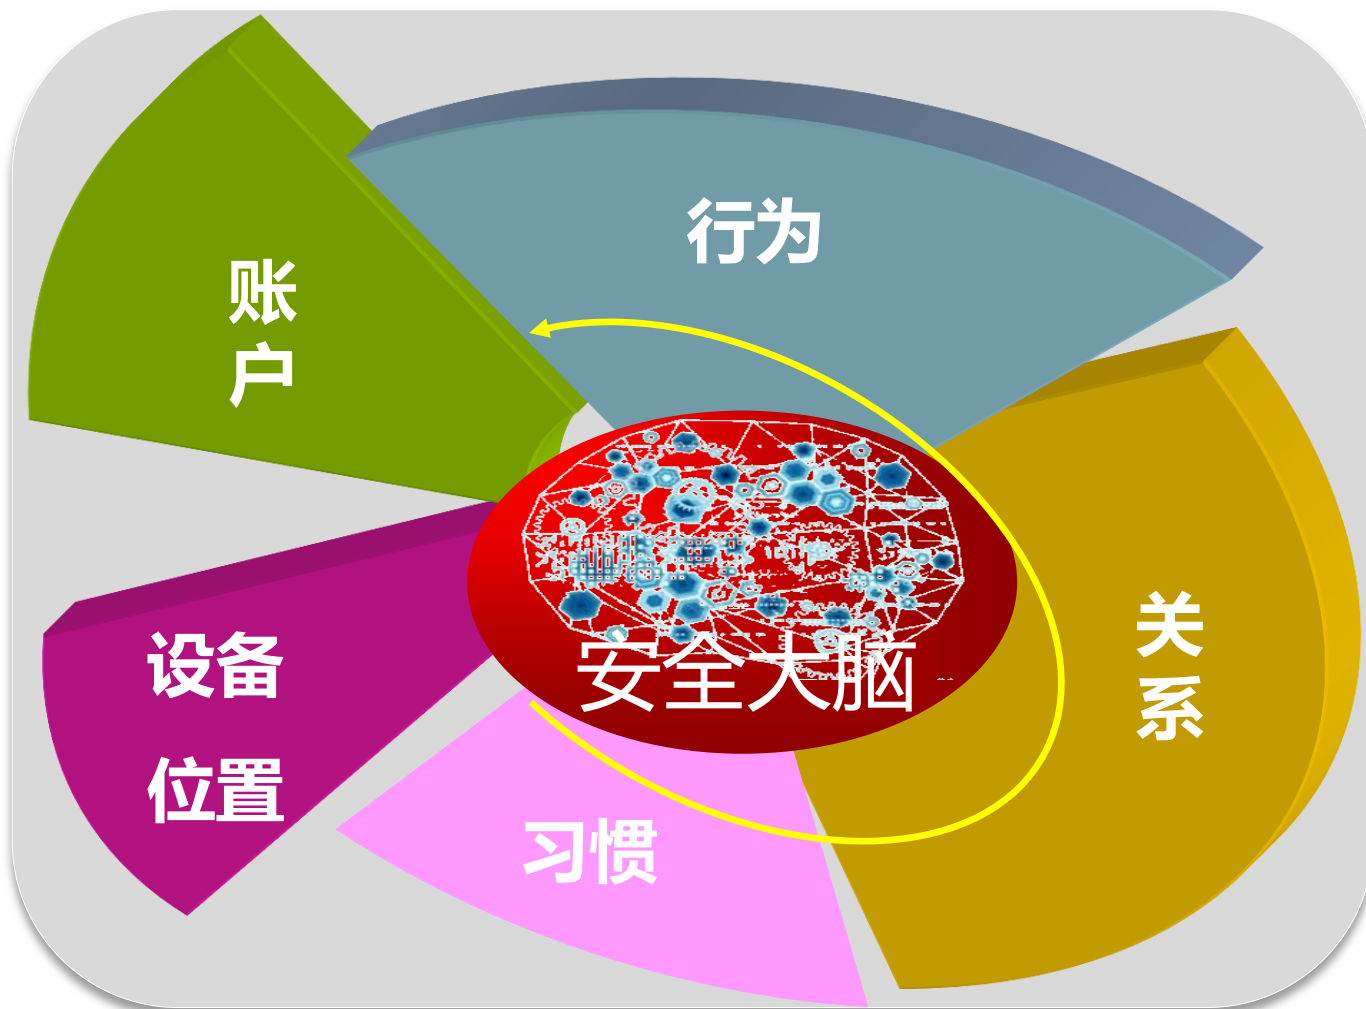 行为
账
户
关
系
设备
位置
安全大脑
习惯